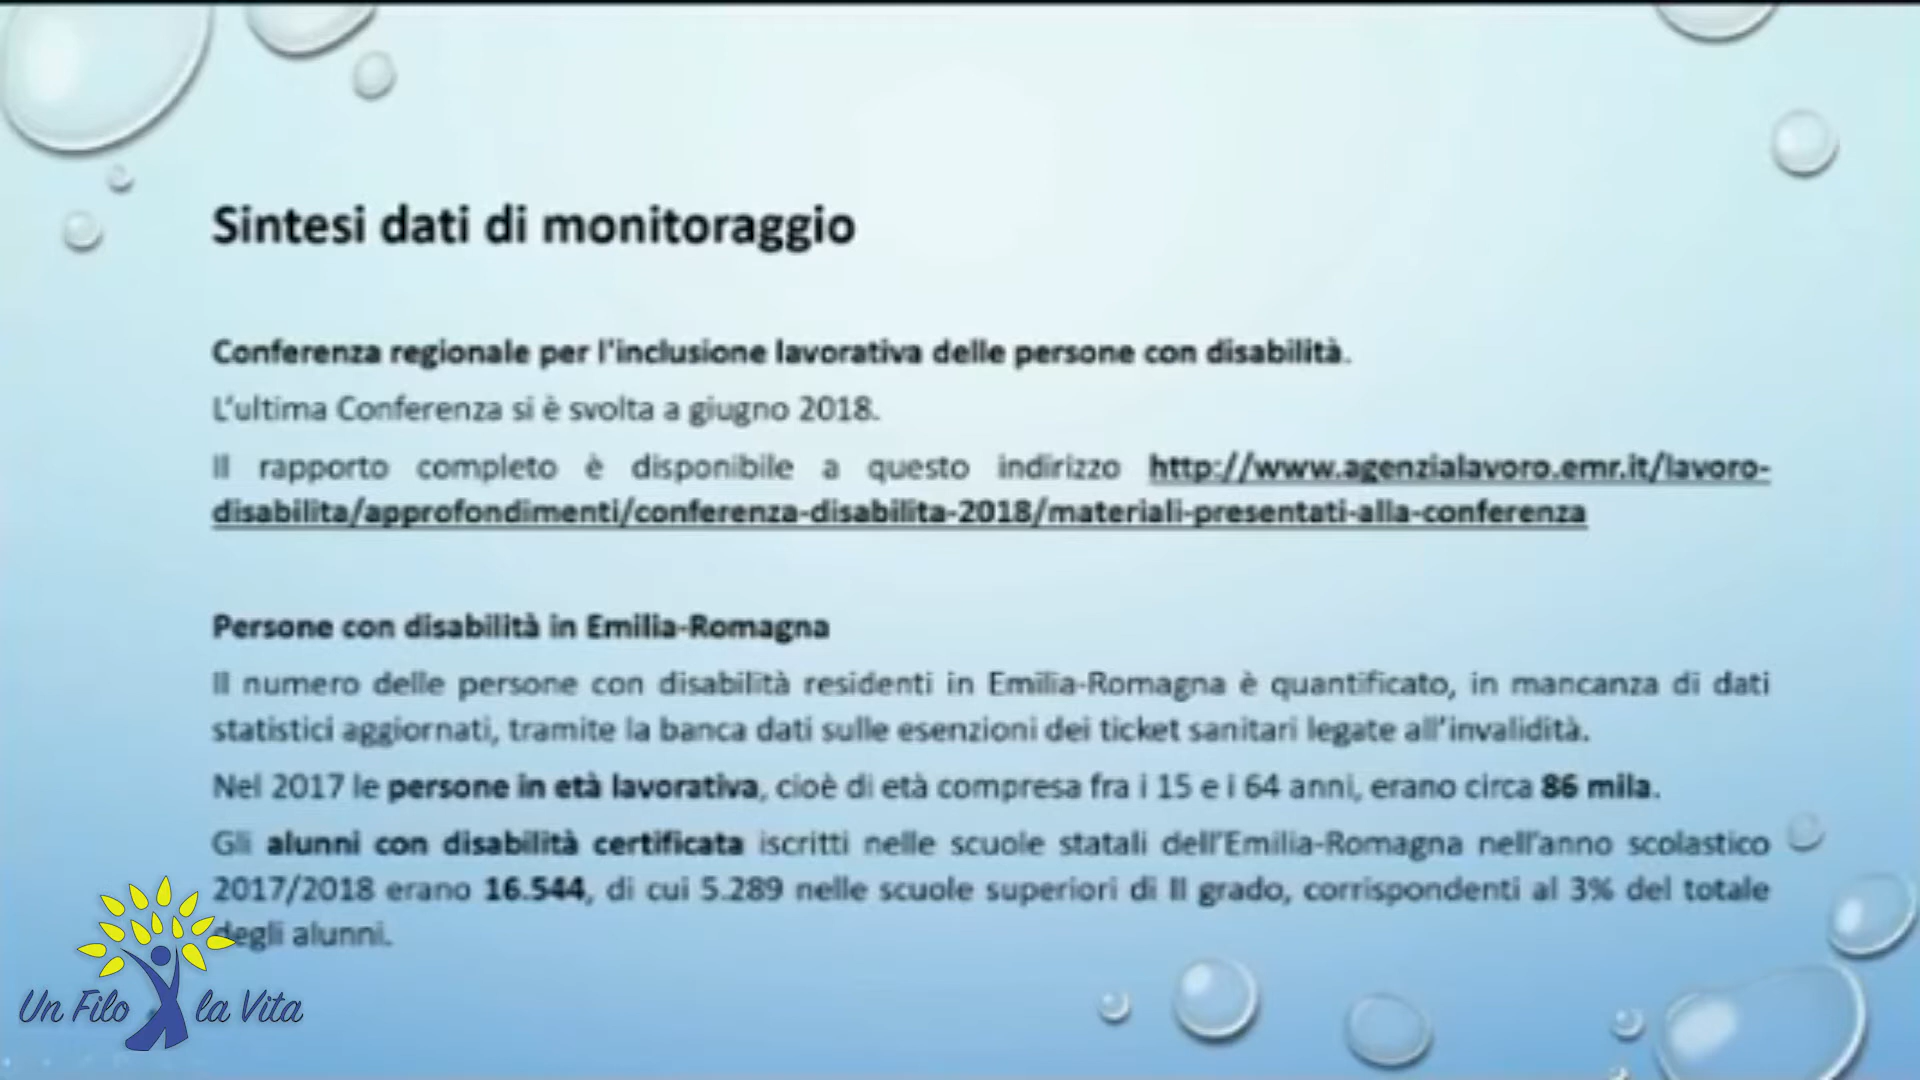 Sintesi dati di monitoraggio
Conferenza regionale per l'inclusione lavorativa delle persone con disabilità.
L'ultima Conferenza si è svolta a giugno 2018.
Il rapporto completo è disponibile a questo indirizzo http://www.agenzialavoro.emr.it/lavoro-
disabilita/approfondimenti/conferenza-disabilita-2018/materiali-presentati-alla-conferenza
Persone con disabilità in Emilia-Romagna
Il numero delle persone con disabilità residenti in Emilia-Romagna è quantificato, in mancanza di dati
statistici aggiornati, tramite la banca dati sulle esenzioni dei ticket sanitari legate all'invalidità.
Nel 2017 le persone in età lavorativa, cioè di età compresa fra i 15 e i 64 anni, erano circa 86 mila.
Gli alunni con disabilità certificata iscritti nelle scuole statali dell'Emilia-Romagna nell'anno scolastico
2017/2018 erano 16.544, di cui 5.289 nelle scuole superiori di II grado, corrispondenti al 3% del totale
degli alunni.
Un Filo la Vita